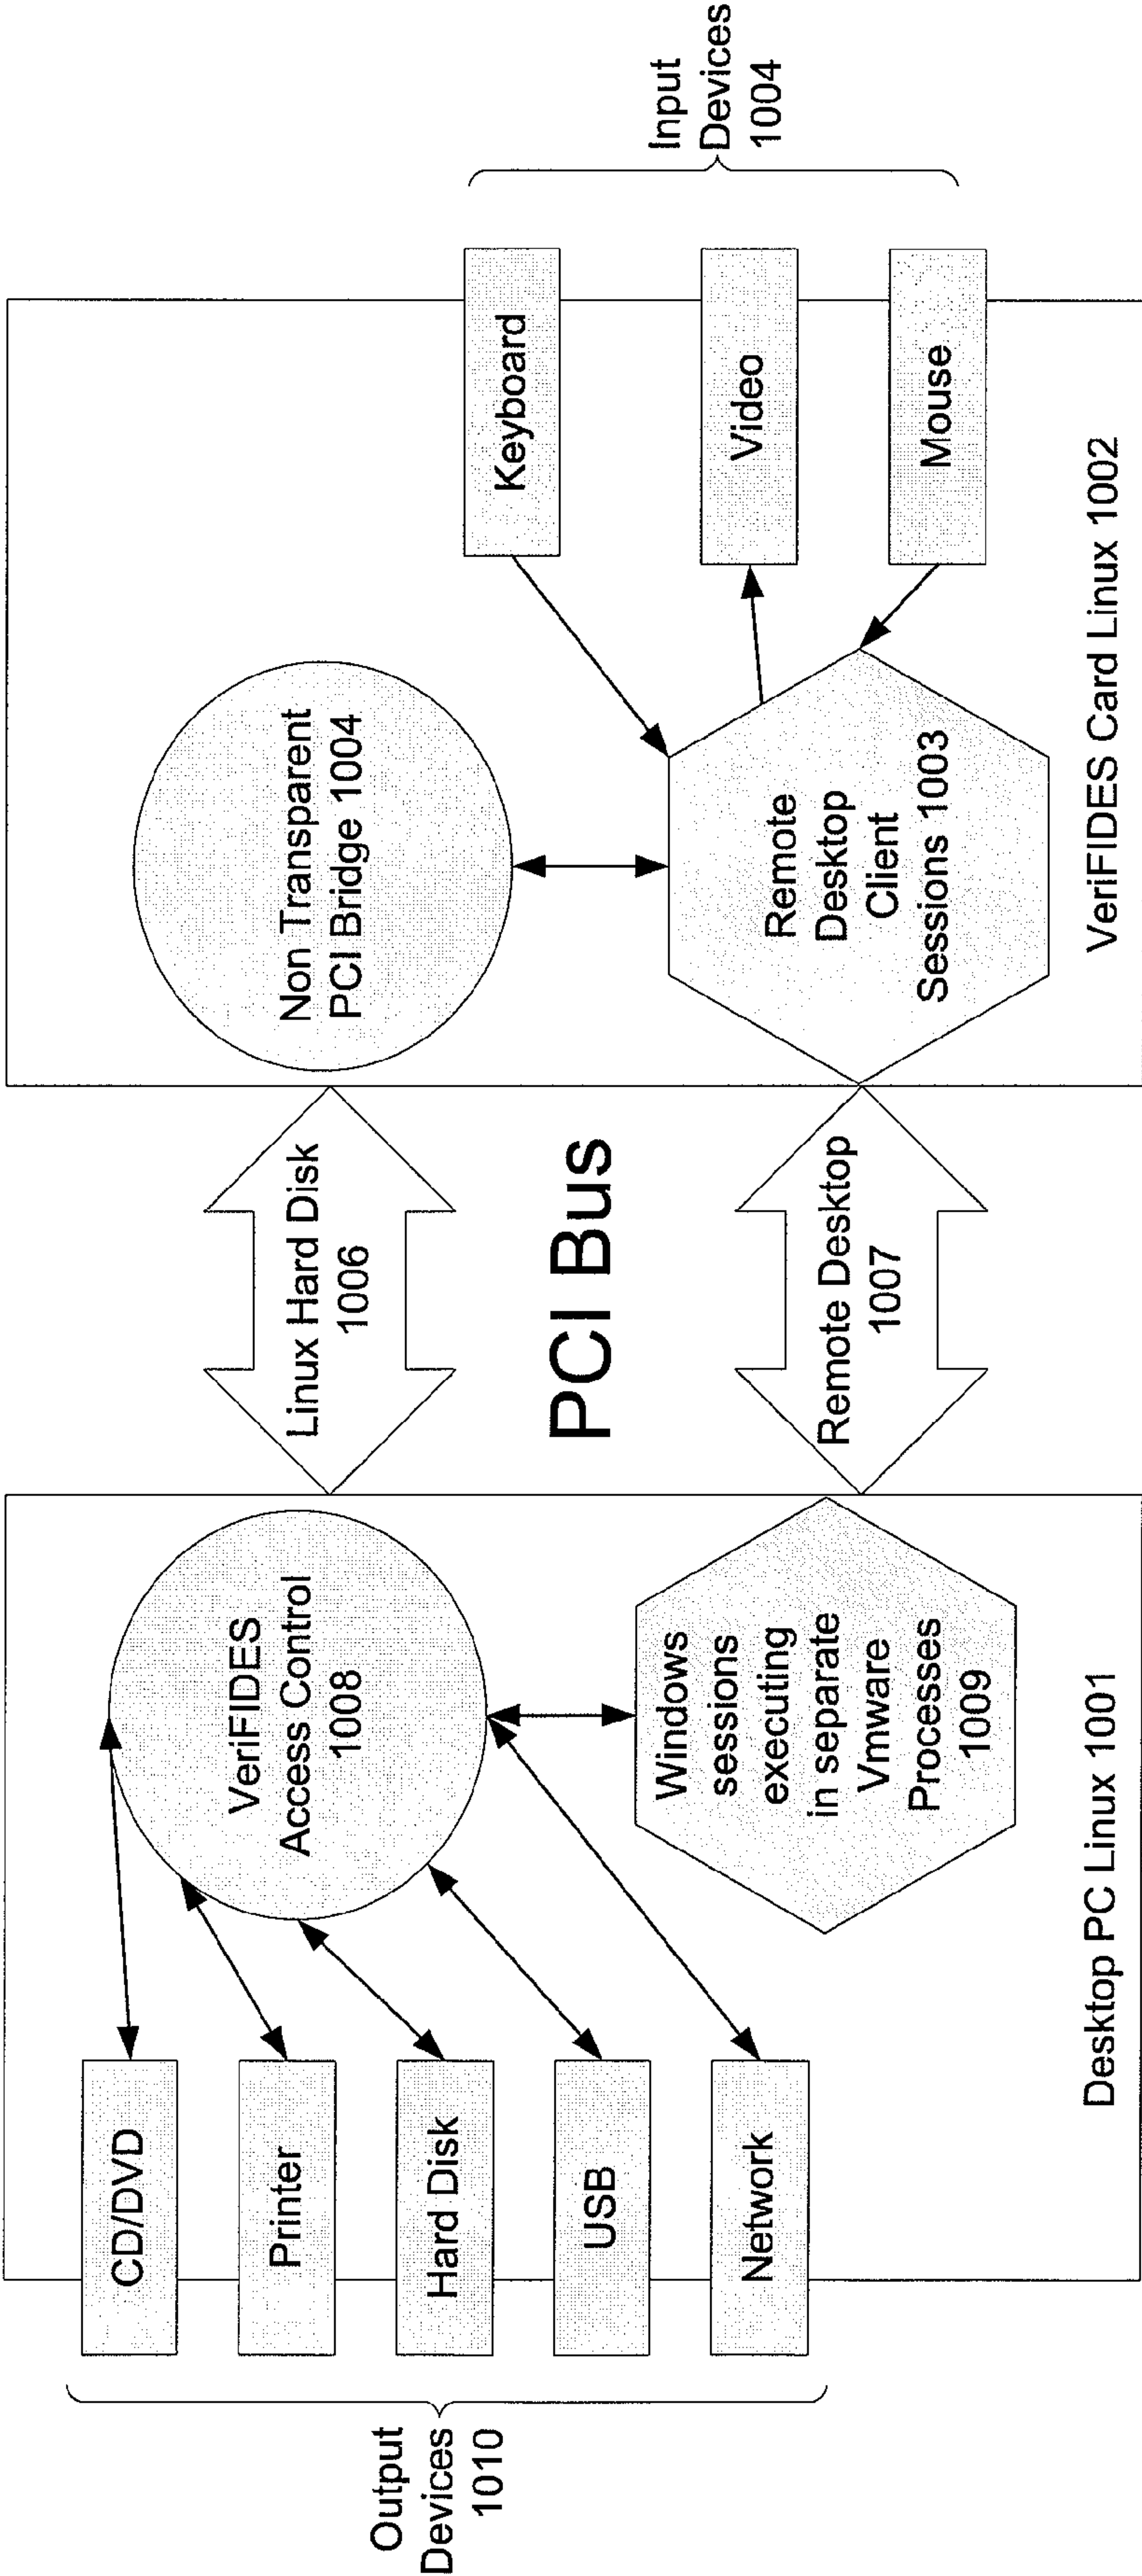 Output
Devices
1010
CD/DVD
Printer
Hard Disk
USB
Network
VeriFIDES
Access Control
1008
Windows
sessions
executing
in separate
Vmware
Processes
1009
Desktop PC Linux 1001
Linux Hard Disk
1006
PCI Bus
Remote Desktop
1007
Non Transparent
PCI Bridge 1004
Remote
Desktop
Client
Sessions 1003
Keyboard
Video
Mouse
VeriFIDES Card Linux 1002
Input
Devices
1004